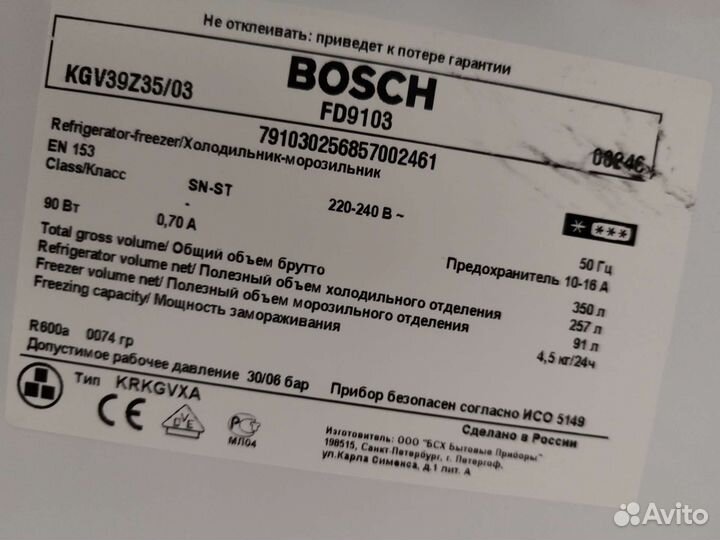 Не отклеивать: приведет к потере гарантии
KGV39Z35/03
BOSCH
FD9103
791030256857002461
00246
Refrigerator-freezer/Холодильник-морозильник
EN 153
Class/Класс
SN-ST
-
220-240 В ~
* ***
90 Вт
0,70 А
50 Гц
Предохранитель 10-16 А
Total gross volume/ Общий объем брутто
350 л
Refrigerator volume net/ Полезный объем холодильного отделения
257 л
Freezer volume net/ Полезный объем морозильного отделения
91 л
Freezing capacity/ Мощность замораживания
4,5 кг/24ч
R600a 0074 гр
Допустимое рабочее давление 30/06 бар
Прибор безопасен согласно ИСО 5149
Тип KRKGVXA
Сделано в России
CE
VDE
РСТ
МЛ04
Изготовитель: ООО "БСХ Бытовые Приборы"
198515, Санкт-Петербург, г. Петергоф,
ул.Карла Сименса, д.1 лит. А
Avito